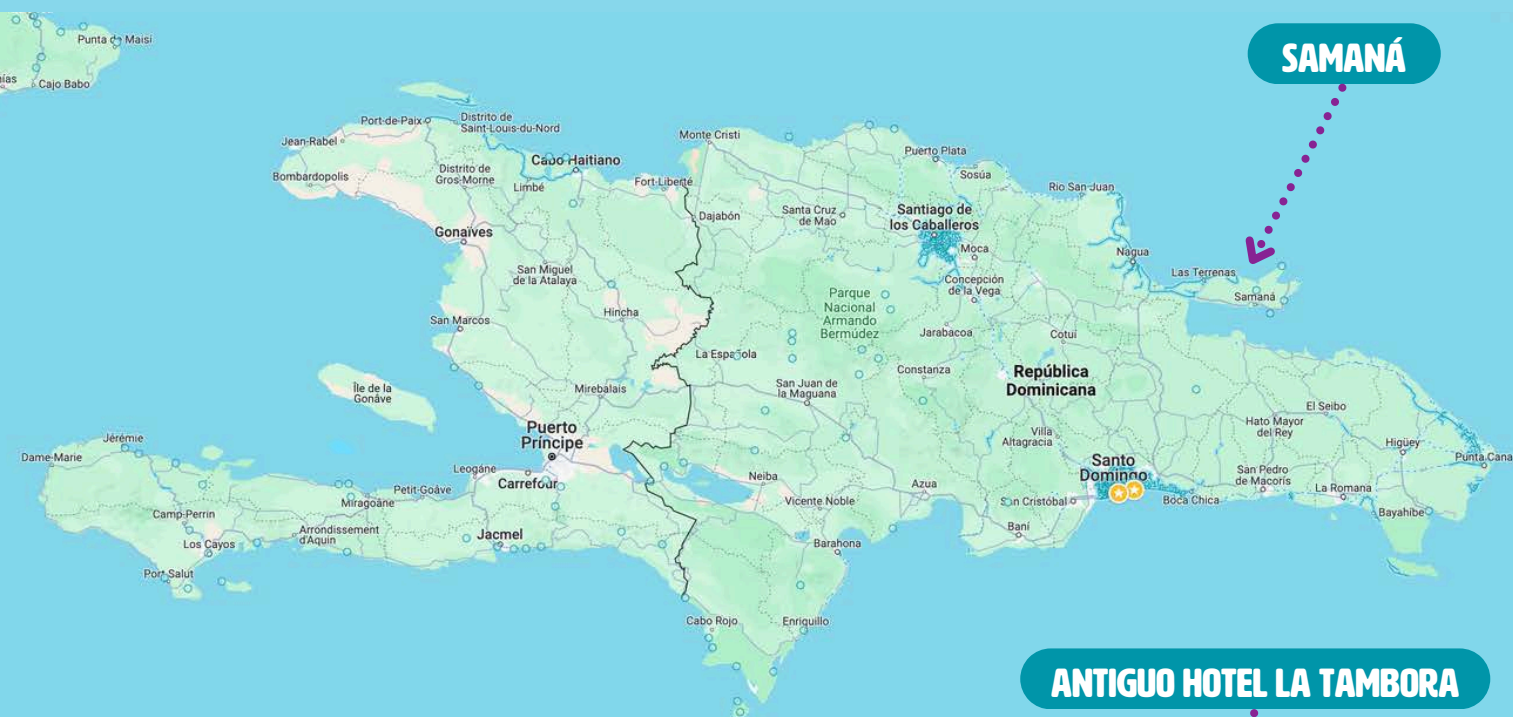 SAMANÁ
Punta de Maisí
Cajo Babo
Port-de-Paix
Distrito de
Saint-Louis-du-Nord
Jean-Rabel
Monte Cristi
Puerto Plata
Cabo Haitiano
Distrito de
Gros-Morne
Bombardopolis
Limbé
Fort-Liberté
Sosúa
Rio San Juan
Dajabón
Santa Cruz
de Mao
Santiago de
los Caballeros
Gonaïves
Moca
Nagua
San Miguel
de la Atalaya
Las Terrenas
Concepción
de la Vega
Samaná
Parque
Nacional
Armando
Bermúdez
Hincha
San Marcos
Jarabacoa
Cotuí
La Española
Constanza
República
Dominicana
Île de la
Gonâve
Mirebalais
San Juan de
la Maguana
El Seibo
Hato Mayor
del Rey
Puerto
Príncipe
Villa
Altagracia
Jérémie
Higüey
Dame-Marie
Punta Cana
Santo
Domingo
Leogâne
Carrefour
Neiba
Azua
San Pedro
de Macorís
La Romana
Petit-Goâve
Miragoâne
Vicente Noble
San Cristóbal
Boca Chica
Bayahibe
Camp-Perrin
Arrondissement
d'Aquin
Jacmel
Baní
Los Cayos
Barahona
Port-Salut
Cabo Rojo
Enriquillo
ANTIGUO HOTEL LA TAMBORA